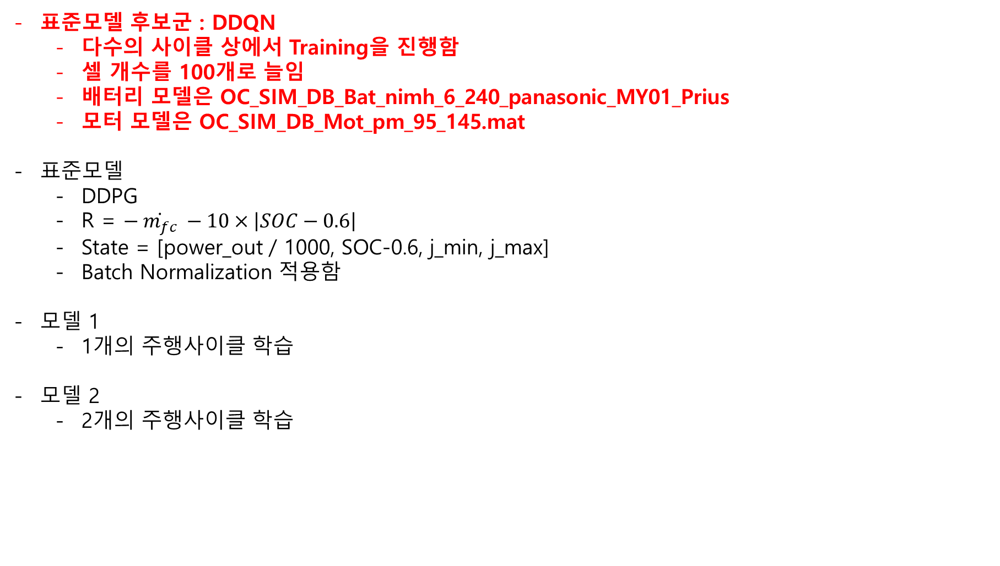 - 표준모델 후보군 : DDQN
- 다수의 사이클 상에서 Training을 진행함
- 셀 개수를 100개로 늘임
- 배터리 모델은 OC_SIM_DB_Bat_nimh_6_240_panasonic_MY01_Prius
- 모터 모델은 OC_SIM_DB_Mot_pm_95_145.mat
- 표준모델
- DDPG
- R = − ṁ_fc − 10 × |SOC − 0.6|
- State = [power_out / 1000, SOC-0.6, j_min, j_max]
- Batch Normalization 적용함
- 모델 1
- 1개의 주행사이클 학습
- 모델 2
- 2개의 주행사이클 학습